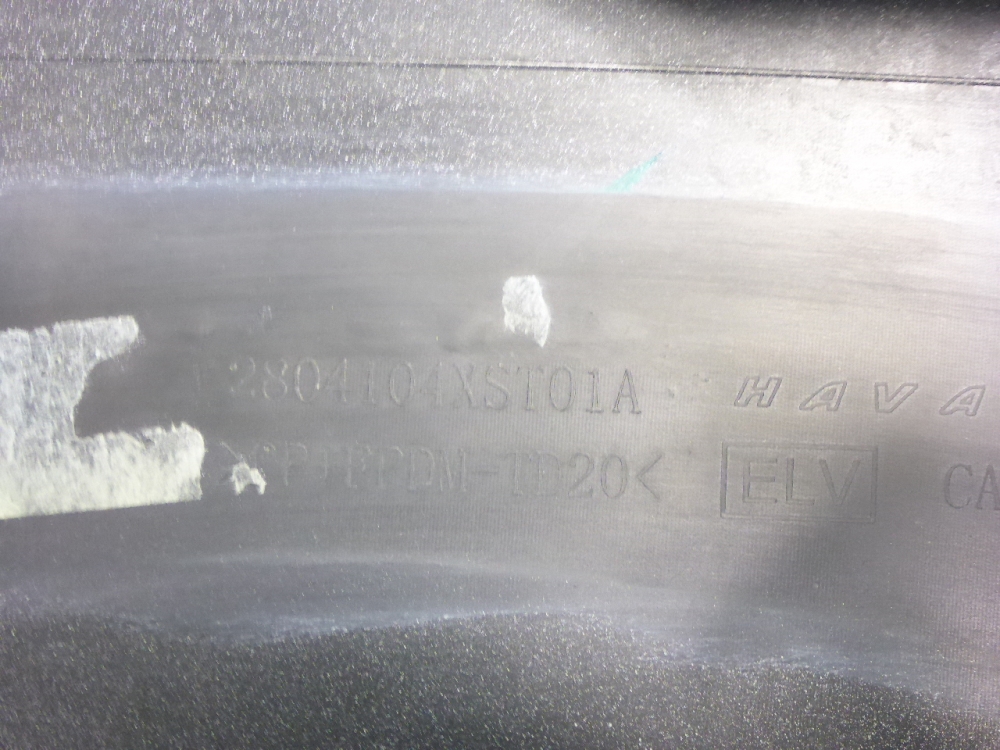 2804104XST01A HAVA
>PP+EPDM-TD20< ELV CA